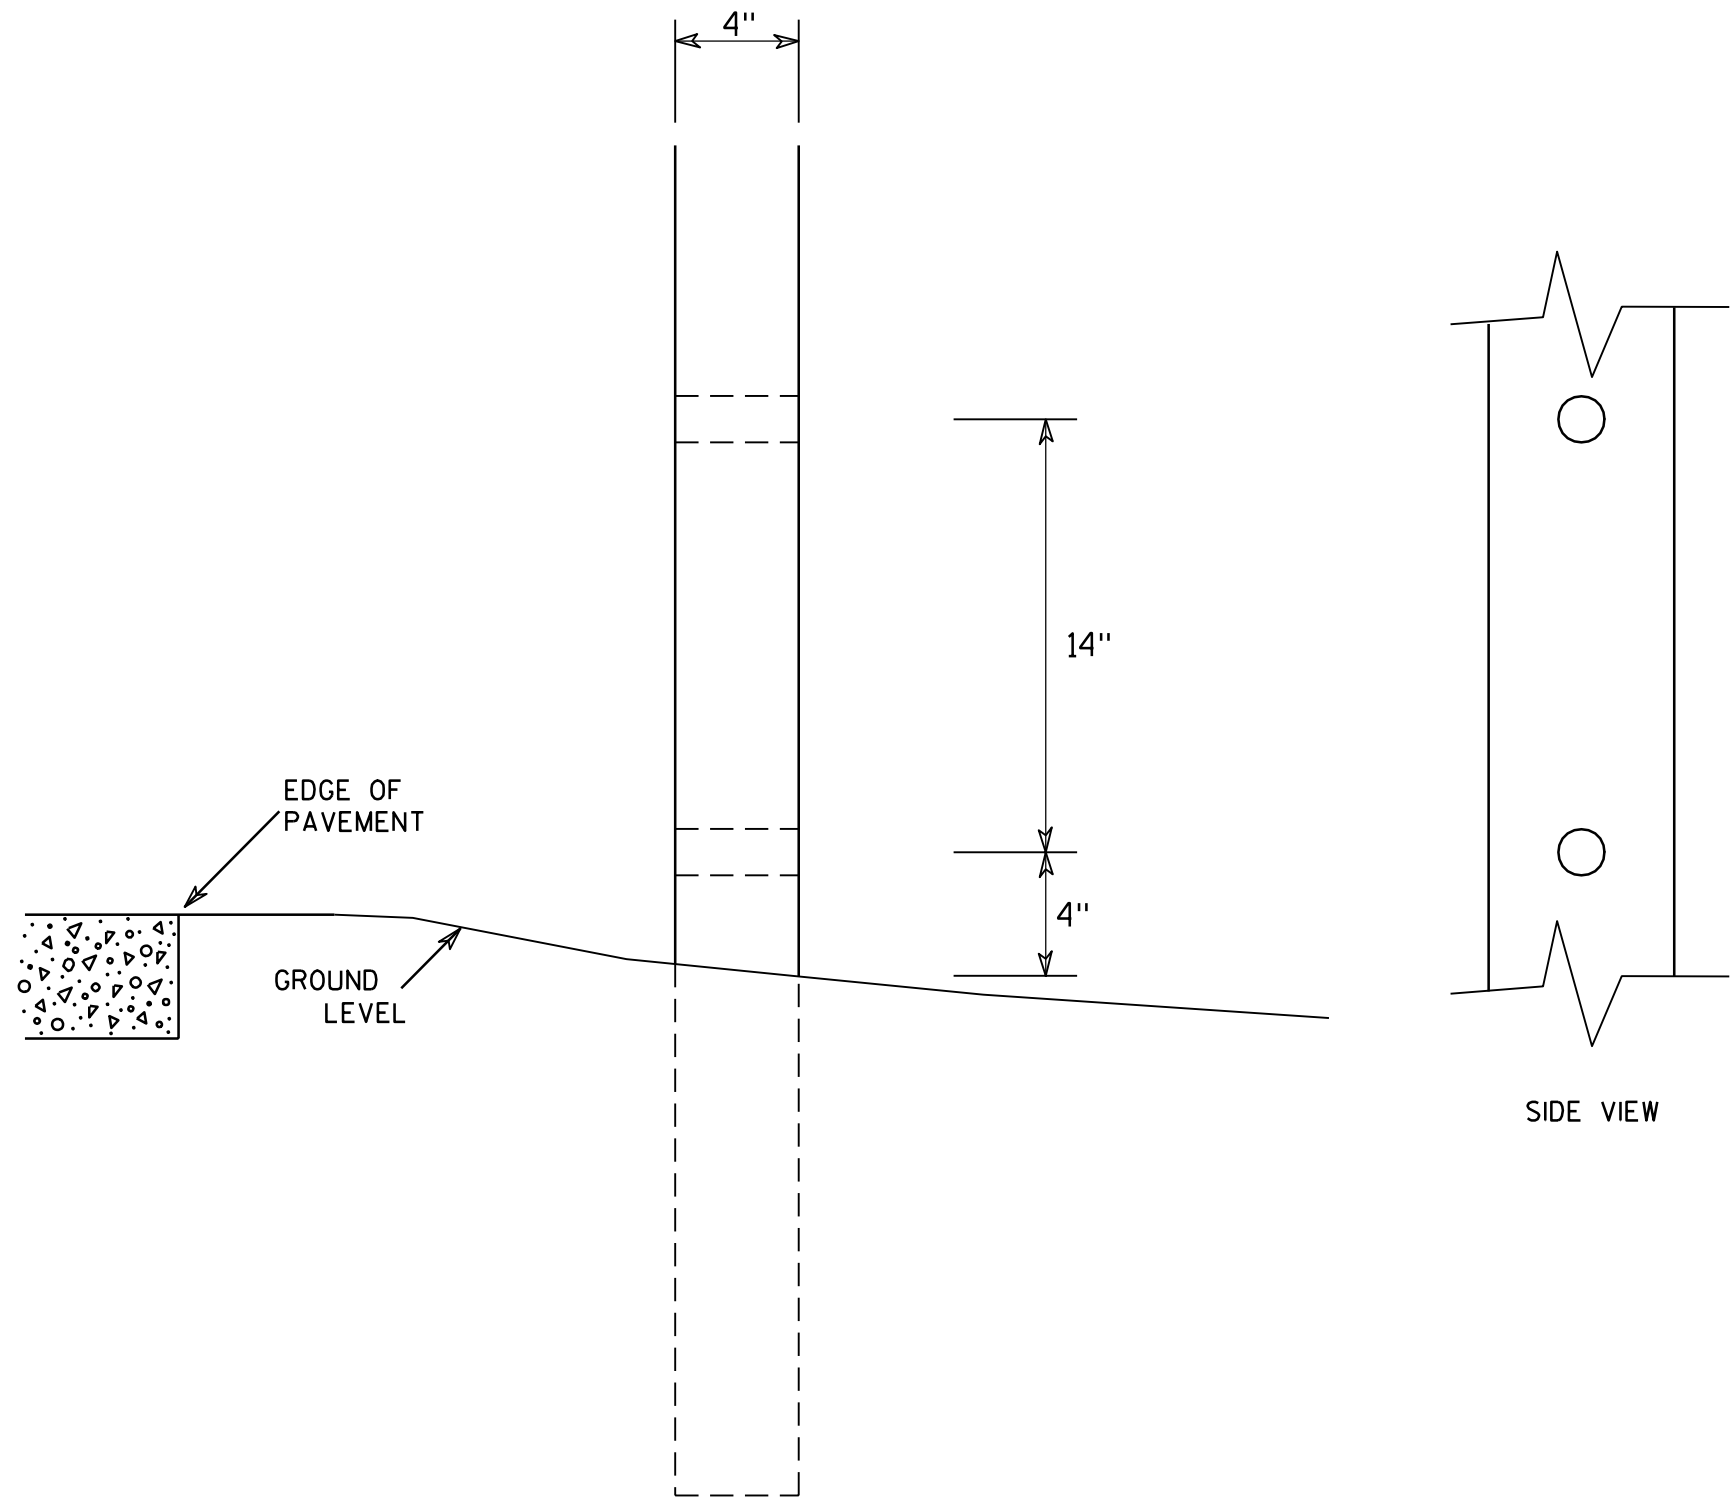 4"
14"
EDGE OF
PAVEMENT
4"
GROUND
LEVEL
SIDE VIEW